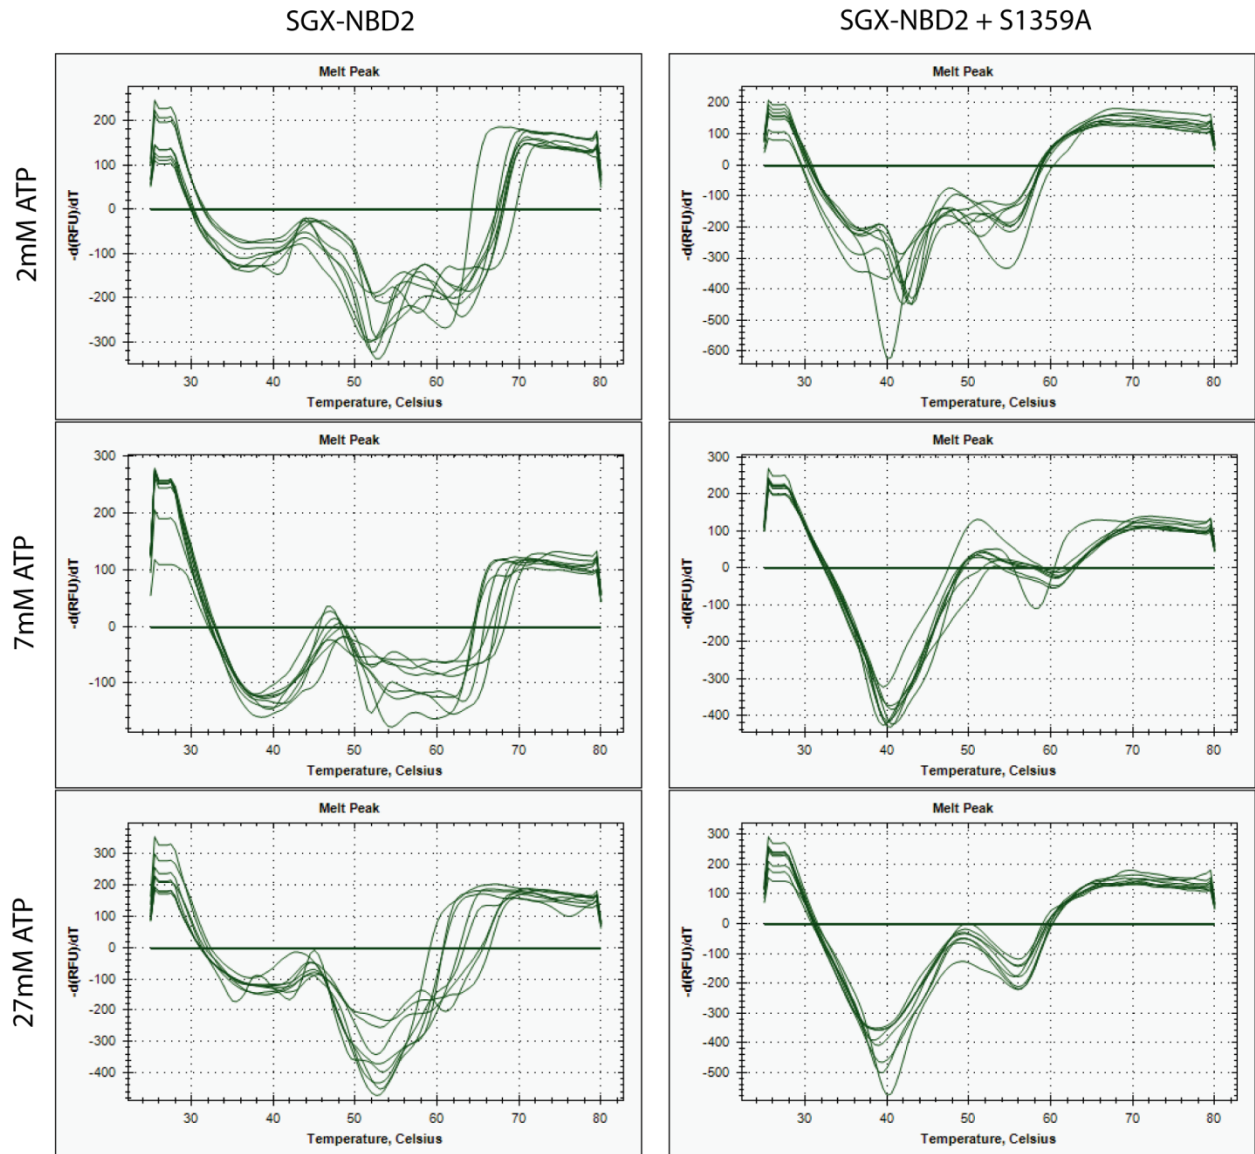 SGX-NBD2
SGX-NBD2 + S1359A
2mM ATP
Melt Peak
-d(RFU)/dT
200
100
0
-100
-200
-300
30 40 50 60 70 80
Temperature, Celsius
Melt Peak
-d(RFU)/dT
200
100
0
-100
-200
-300
-400
-500
-600
30 40 50 60 70 80
Temperature, Celsius
7mM ATP
Melt Peak
-d(RFU)/dT
300
200
100
0
-100
30 40 50 60 70 80
Temperature, Celsius
Melt Peak
-d(RFU)/dT
300
200
100
0
-100
-200
-300
-400
30 40 50 60 70 80
Temperature, Celsius
27mM ATP
Melt Peak
-d(RFU)/dT
300
200
100
0
-100
-200
-300
-400
30 40 50 60 70 80
Temperature, Celsius
Melt Peak
-d(RFU)/dT
300
200
100
0
-100
-200
-300
-400
-500
30 40 50 60 70 80
Temperature, Celsius